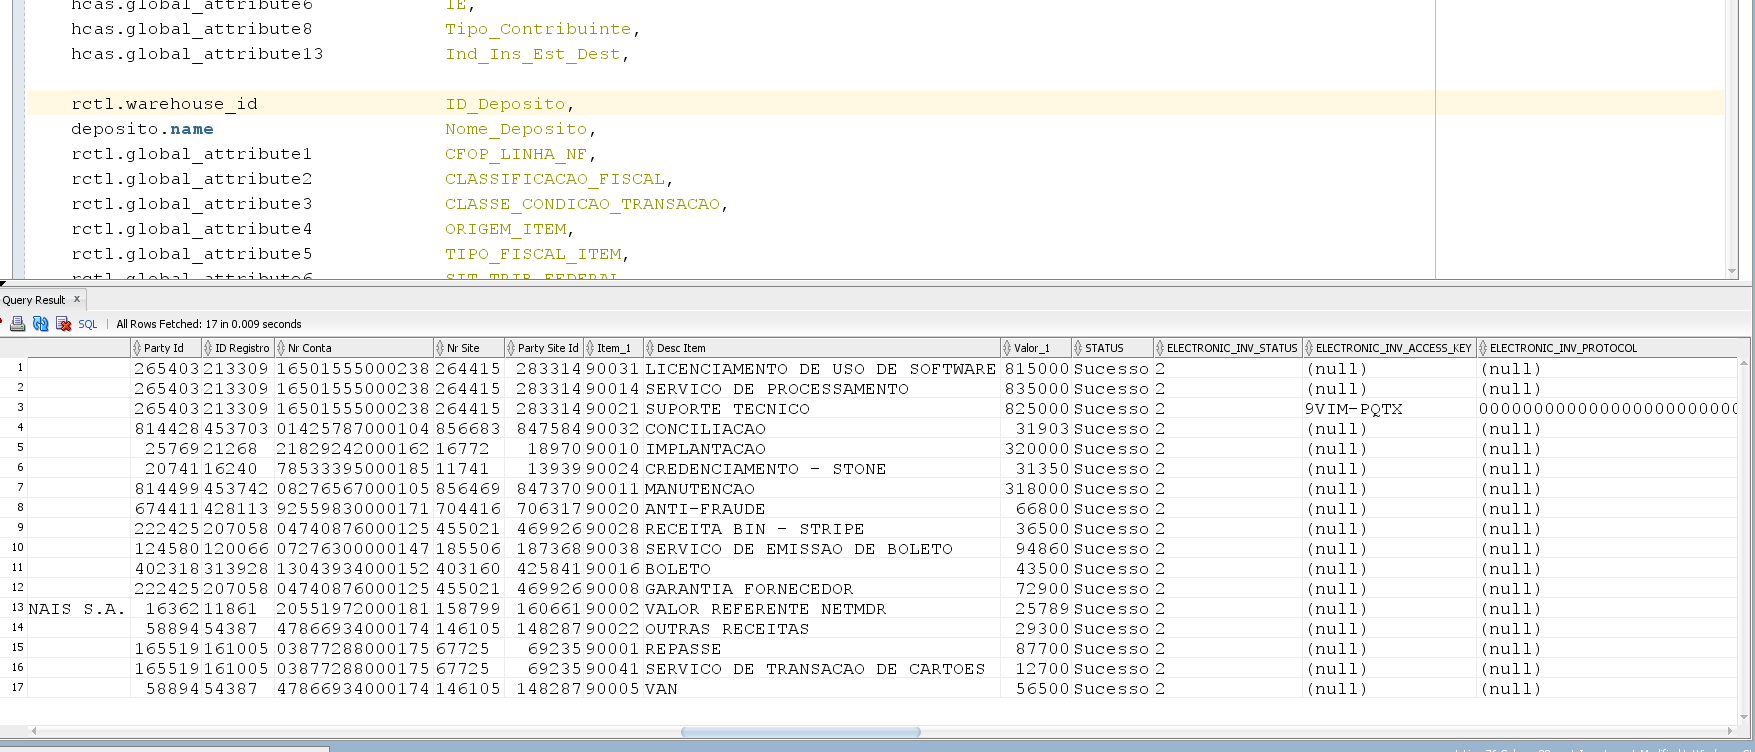 hcas.global_attribute6 IE,
hcas.global_attribute8 Tipo_Contribuinte,
hcas.global_attribute13 Ind_Ins_Est_Dest,
rctl.warehouse_id ID_Deposito,
deposito.name Nome_Deposito,
rctl.global_attribute1 CFOP_LINHA_NF,
rctl.global_attribute2 CLASSIFICACAO_FISCAL,
rctl.global_attribute3 CLASSE_CONDICAO_TRANSACAO,
rctl.global_attribute4 ORIGEM_ITEM,
rctl.global_attribute5 TIPO_FISCAL_ITEM,
rctl.global_attribute6 SIT_TRIB_FEDERAL
Query Result x
SQL | All Rows Fetched: 17 in 0.009 seconds
Party Id ID Registro Nr Conta Nr Site Party Site Id Item_1 Desc Item Valor_1 STATUS ELECTRONIC_INV_STATUS ELECTRONIC_INV_ACCESS_KEY ELECTRONIC_INV_PROTOCOL
1 265403 213309 16501555000238 264415 283314 90031 LICENCIAMENTO DE USO DE SOFTWARE 815000 Sucesso 2 (null) (null)
2 265403 213309 16501555000238 264415 283314 90014 SERVICO DE PROCESSAMENTO 835000 Sucesso 2 (null) (null)
3 265403 213309 16501555000238 264415 283314 90021 SUPORTE TECNICO 825000 Sucesso 2 9VIM-PQTX 00000000000000000000000
4 814428 453703 01425787000104 856683 847584 90032 CONCILIACAO 31903 Sucesso 2 (null) (null)
5 25769 21268 21829242000162 16772 18970 90010 IMPLANTACAO 320000 Sucesso 2 (null) (null)
6 20741 16240 78533395000185 11741 13939 90024 CREDENCIAMENTO - STONE 31350 Sucesso 2 (null) (null)
7 814499 453742 08276567000105 856469 847370 90011 MANUTENCAO 318000 Sucesso 2 (null) (null)
8 674411 428113 92559830000171 704416 706317 90020 ANTI-FRAUDE 66800 Sucesso 2 (null) (null)
9 222425 207058 04740876000125 455021 469926 90028 RECEITA BIN - STRIPE 36500 Sucesso 2 (null) (null)
10 124580 120066 07276300000147 185506 187368 90038 SERVICO DE EMISSAO DE BOLETO 94860 Sucesso 2 (null) (null)
11 402318 313928 13043934000152 403160 425841 90016 BOLETO 43500 Sucesso 2 (null) (null)
12 222425 207058 04740876000125 455021 469926 90008 GARANTIA FORNECEDOR 72900 Sucesso 2 (null) (null)
13 NAIS S.A. 16362 11861 20551972000181 158799 160661 90002 VALOR REFERENTE NETMDR 25789 Sucesso 2 (null) (null)
14 58894 54387 47866934000174 146105 148287 90022 OUTRAS RECEITAS 29300 Sucesso 2 (null) (null)
15 165519 161005 03877288000175 67725 69235 90001 REPASSE 87700 Sucesso 2 (null) (null)
16 165519 161005 03877288000175 67725 69235 90041 SERVICO DE TRANSACAO DE CARTOES 12700 Sucesso 2 (null) (null)
17 58894 54387 47866934000174 146105 148287 90005 VAN 56500 Sucesso 2 (null) (null)